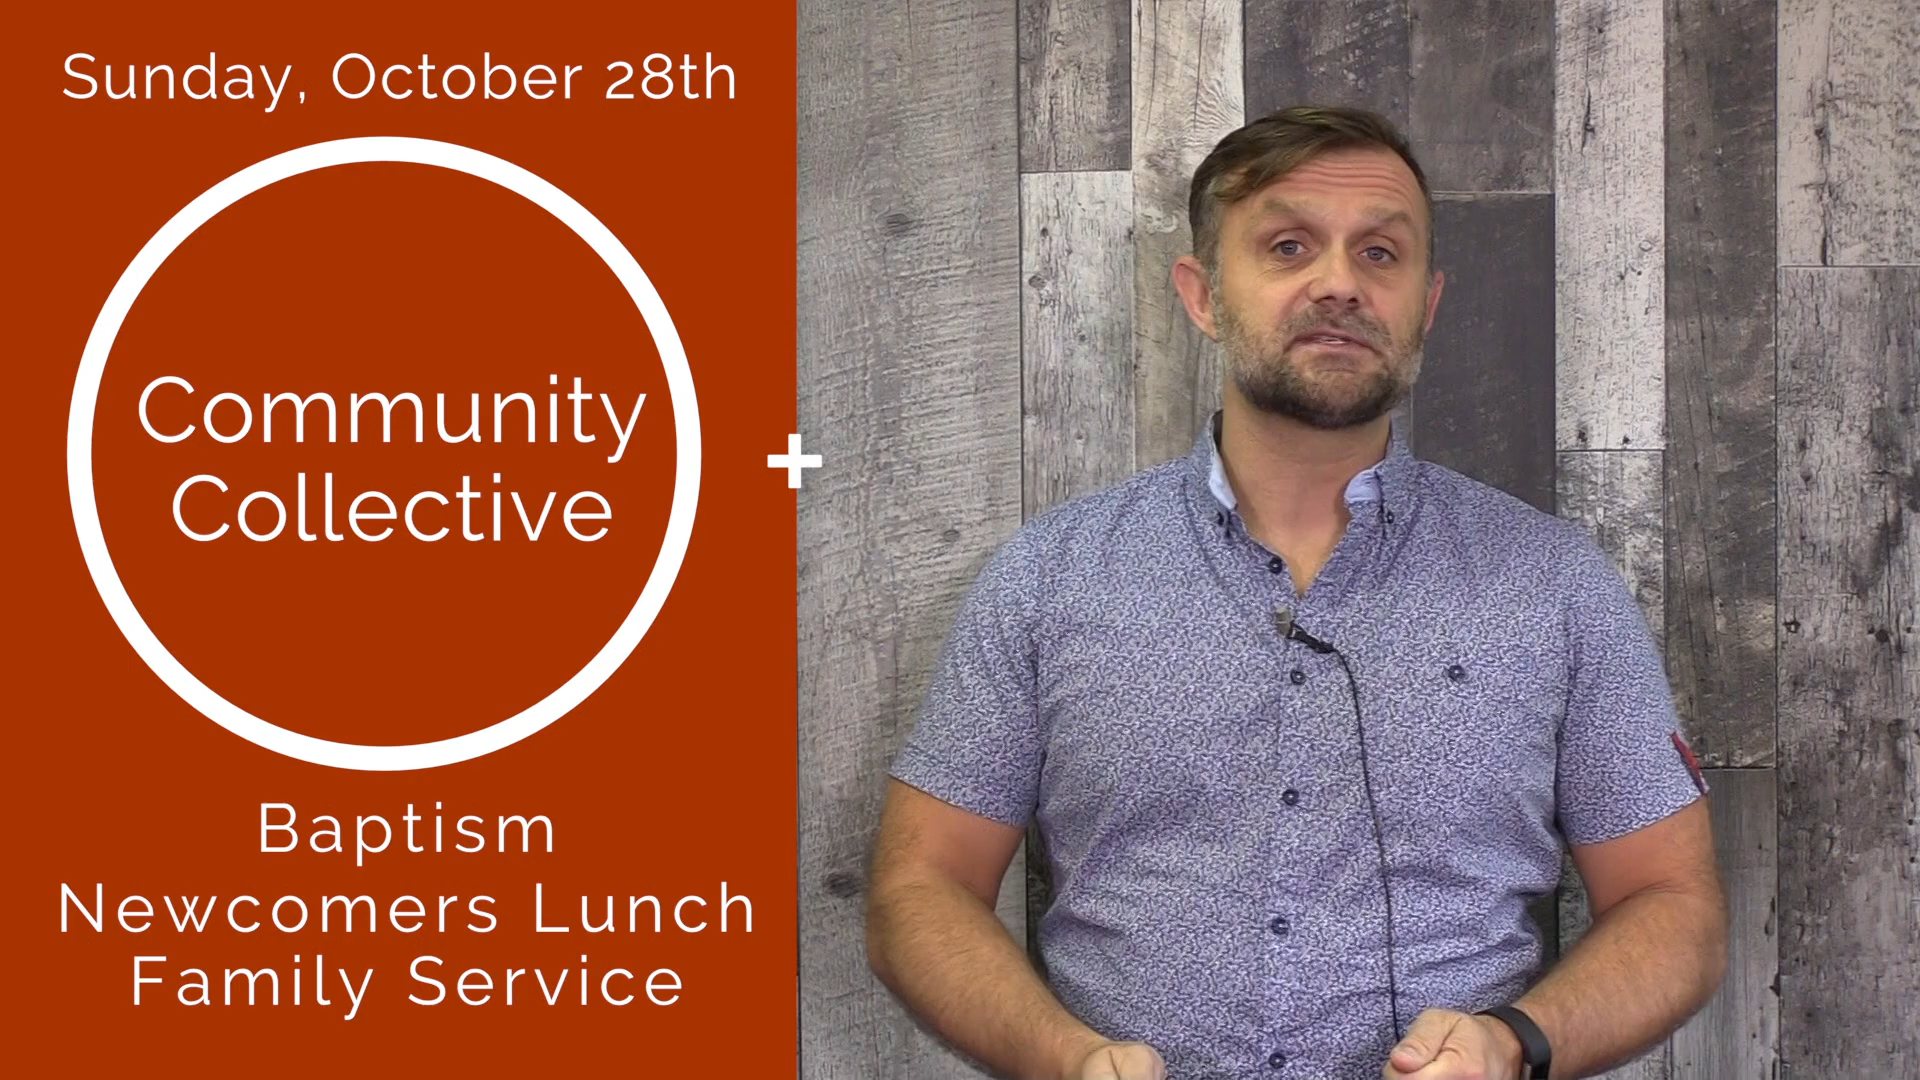 Sunday, October 28th
Community
Collective
Baptism
Newcomers Lunch
Family Service